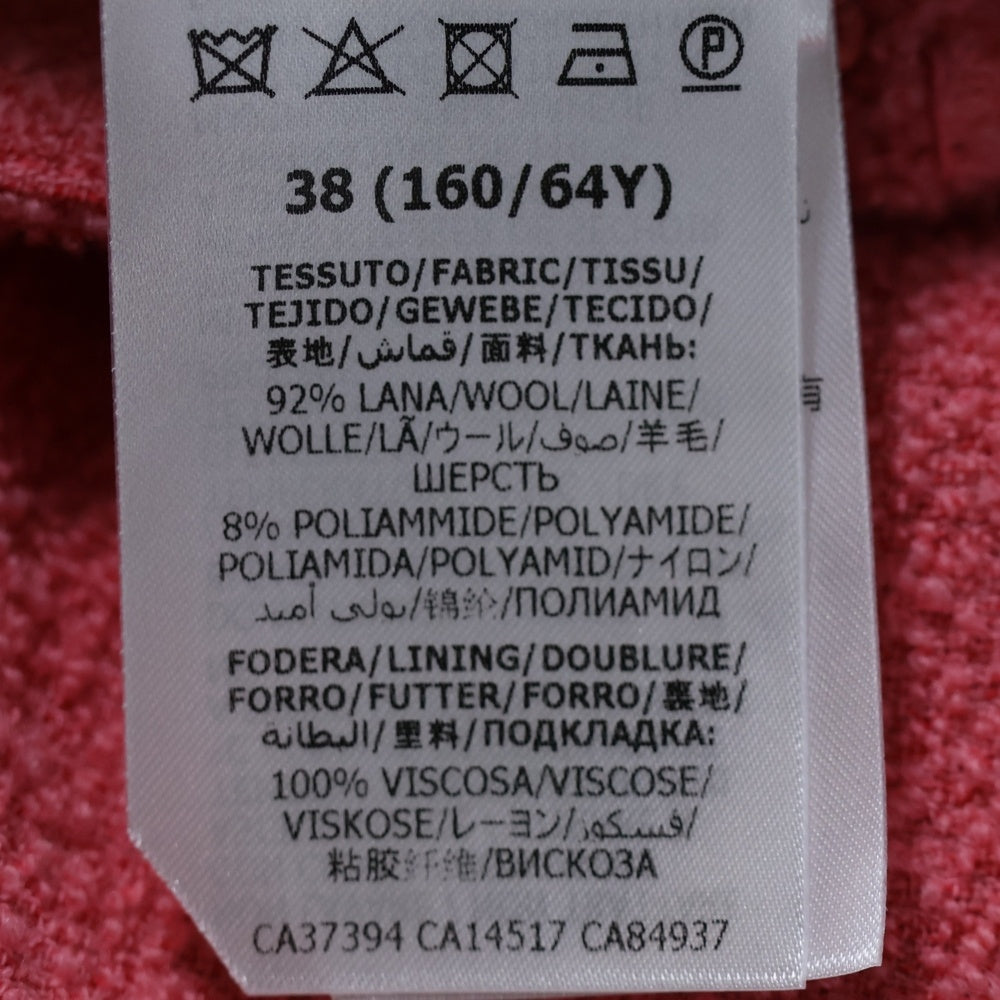 38 (160/64Y)
TESSUTO/FABRIC/TISSU/
TEJIDO/GEWEBE/TECIDO/
表地/قماش/面料/ТКАНЬ:
92% LANA/WOOL/LAINE/
WOLLE/LÃ/ウール/صوف/羊毛/
ШЕРСТЬ
8% POLIAMMIDE/POLYAMIDE/
POLIAMIDA/POLYAMID/ナイロン/
بولي أميد/锦纶/ПОЛИАМИД
FODERA/LINING/DOUBLURE/
FORRO/FUTTER/FORRO/裏地/
البطانة/里料/ПОДКЛАДКА:
100% VISCOSA/VISCOSE/
VISKOSE/レーヨン/فسكوز/
粘胶纤维/ВИСКОЗА
CA37394 CA14517 CA84937